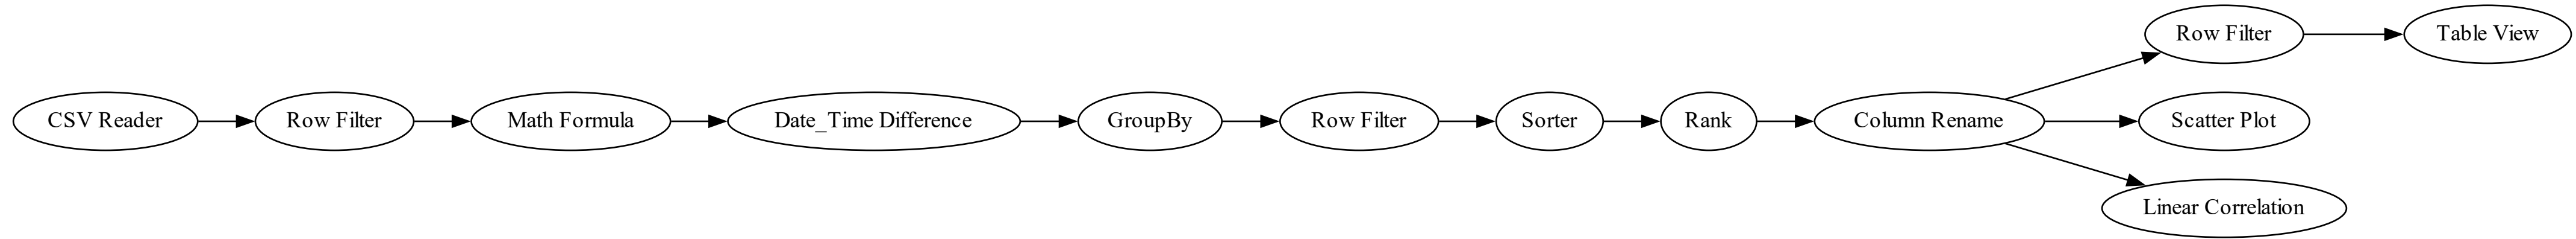 CSV Reader
Row Filter
Math Formula
Date_Time Difference
GroupBy
Row Filter
Sorter
Rank
Column Rename
Row Filter
Table View
Scatter Plot
Linear Correlation